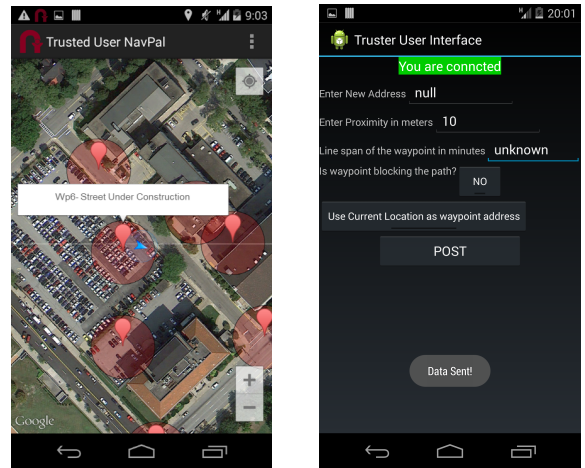 9:03
Trusted User NavPal
Wp6- Street Under Construction
+
−
Google
20:01
Truster User Interface
You are conncted
Enter New Address null
Enter Proximity in meters 10
Line span of the waypoint in minutes unknown
Is waypoint blocking the path? NO
Use Current Location as waypoint address
POST
Data Sent!